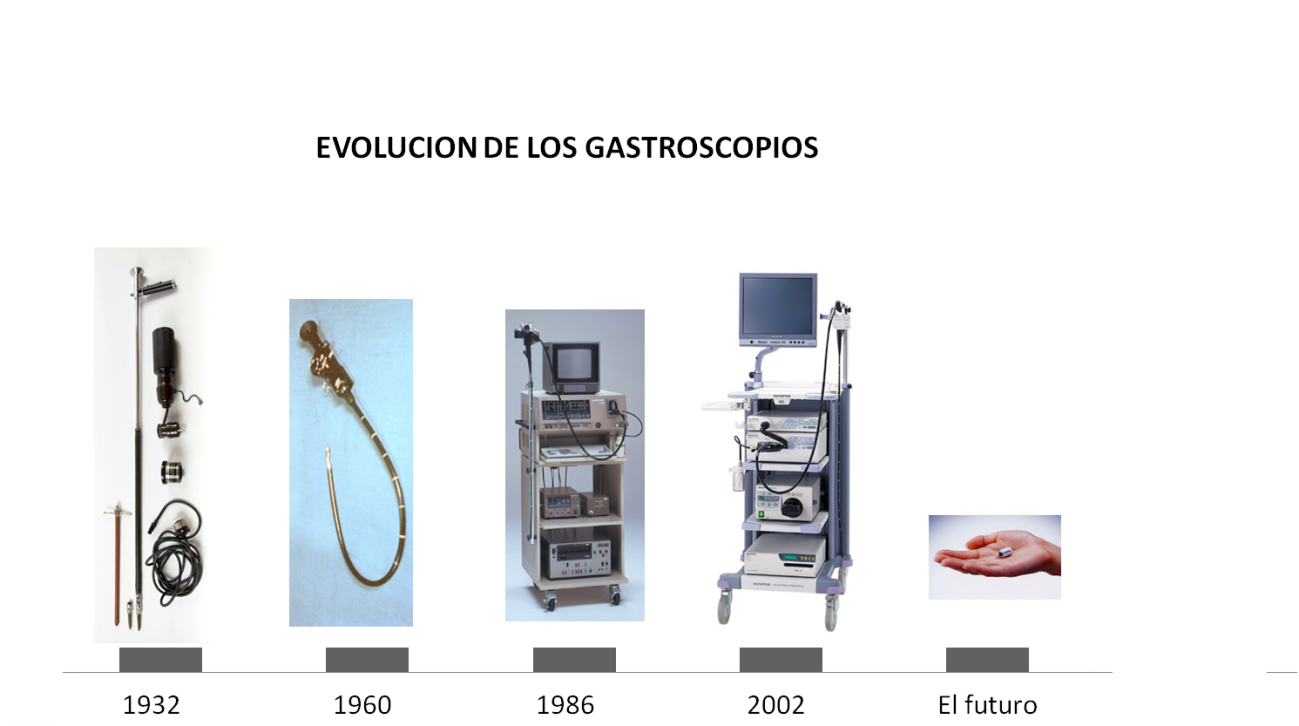 EVOLUCION DE LOS GASTROSCOPIOS
1932
1960
1986
2002
El futuro